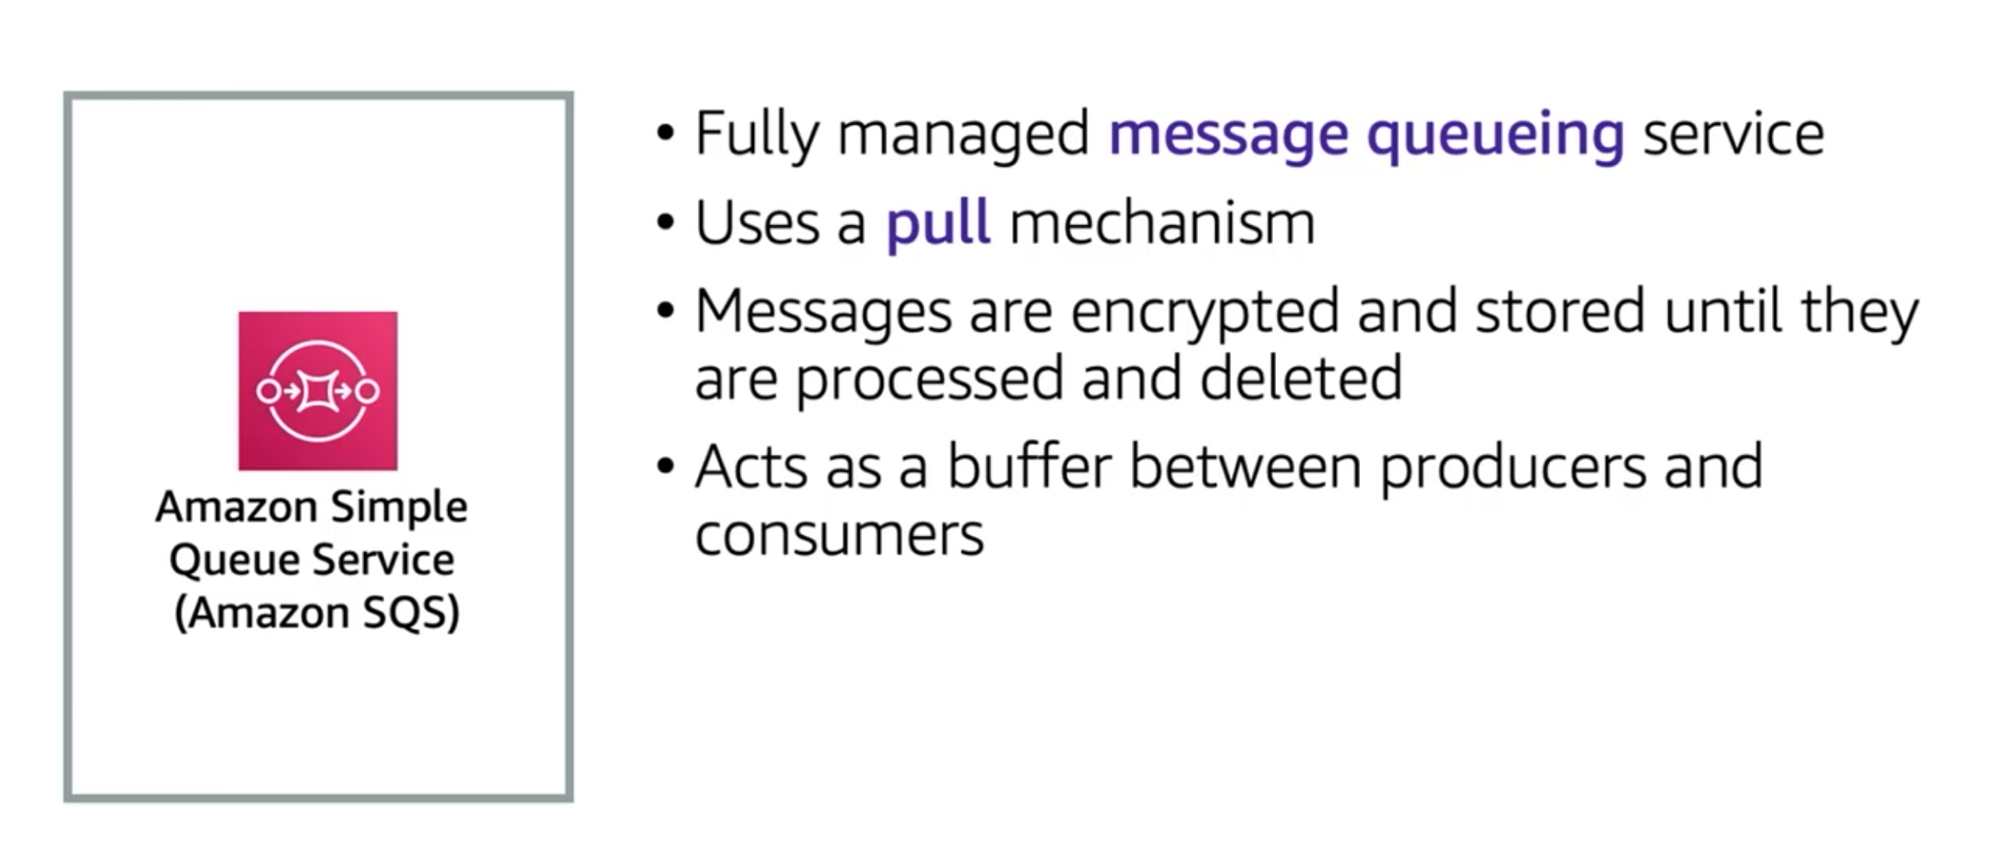 Amazon Simple
Queue Service
(Amazon SQS)
• Fully managed message queueing service
• Uses a pull mechanism
• Messages are encrypted and stored until they
are processed and deleted
• Acts as a buffer between producers and
consumers